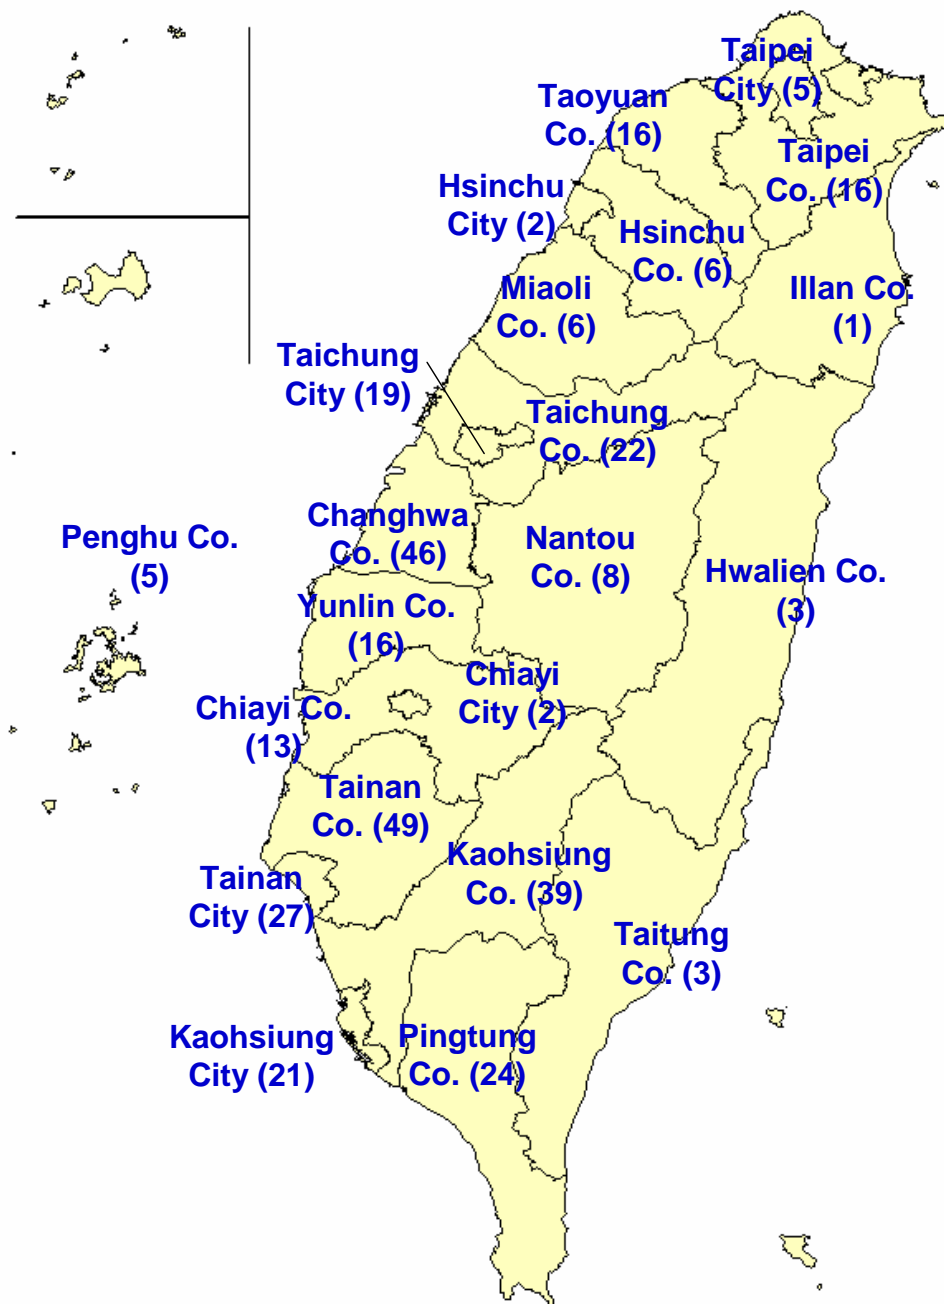 Taipei
City (5)
Taoyuan
Co. (16)
Taipei
Co. (16)
Hsinchu
City (2)
Hsinchu
Co. (6)
Miaoli
Co. (6)
Illan Co.
(1)
Taichung
City (19)
Taichung
Co. (22)
Changhwa
Co. (46)
Penghu Co.
(5)
Nantou
Co. (8)
Hwalien Co.
(3)
Yunlin Co.
(16)
Chiayi
City (2)
Chiayi Co.
(13)
Tainan
Co. (49)
Kaohsiung
Co. (39)
Tainan
City (27)
Taitung
Co. (3)
Kaohsiung
City (21)
Pingtung
Co. (24)